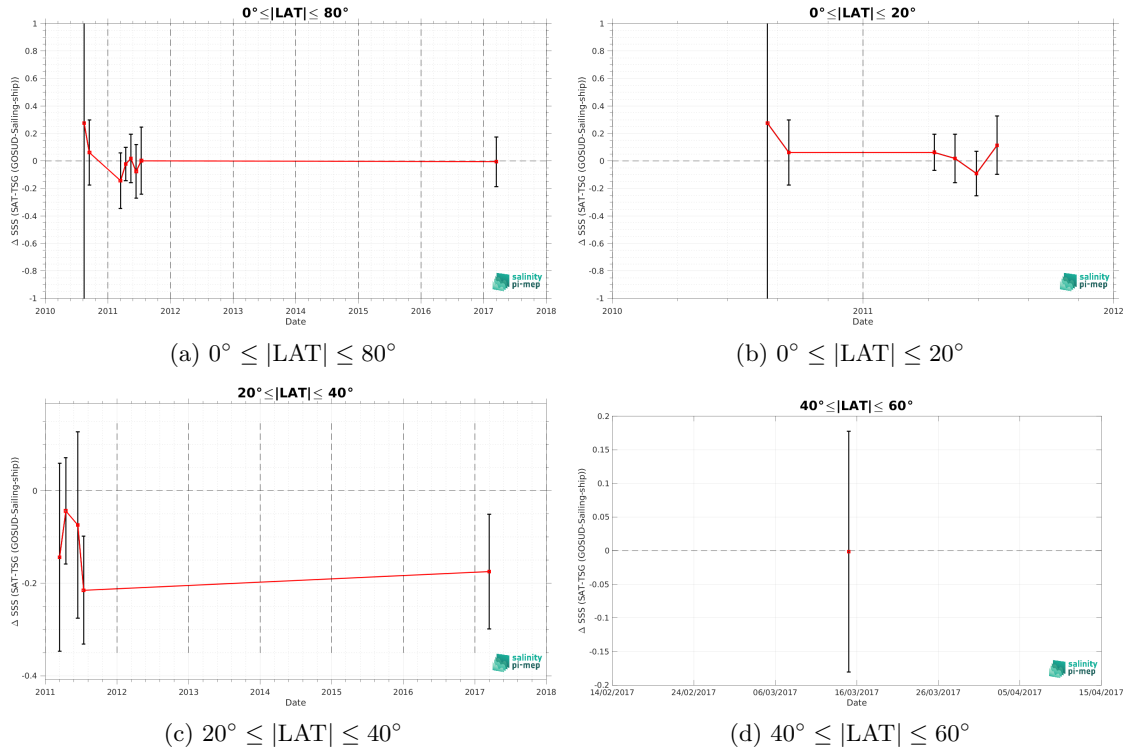 0°≤|LAT|≤ 80°
Δ SSS (SAT-TSG (GOSUD-Sailing-ship))
1
0.8
0.6
0.4
0.2
0
-0.2
-0.4
-0.6
-0.8
-1
2010 2011 2012 2013 2014 2015 2016 2017 2018
Date
salinity
pi-mep
(a) 0° ≤ |LAT| ≤ 80°
0°≤|LAT|≤ 20°
Δ SSS (SAT-TSG (GOSUD-Sailing-ship))
1
0.8
0.6
0.4
0.2
0
-0.2
-0.4
-0.6
-0.8
-1
2010 2011 2012
Date
salinity
pi-mep
(b) 0° ≤ |LAT| ≤ 20°
20°≤|LAT|≤ 40°
Δ SSS (SAT-TSG (GOSUD-Sailing-ship))
0
-0.2
-0.4
2011 2012 2013 2014 2015 2016 2017 2018
Date
salinity
pi-mep
(c) 20° ≤ |LAT| ≤ 40°
40°≤|LAT|≤ 60°
Δ SSS (SAT-TSG (GOSUD-Sailing-ship))
0.2
0.15
0.1
0.05
0
-0.05
-0.1
-0.15
-0.2
14/02/2017 24/02/2017 06/03/2017 16/03/2017 26/03/2017 05/04/2017 15/04/2017
Date
salinity
pi-mep
(d) 40° ≤ |LAT| ≤ 60°